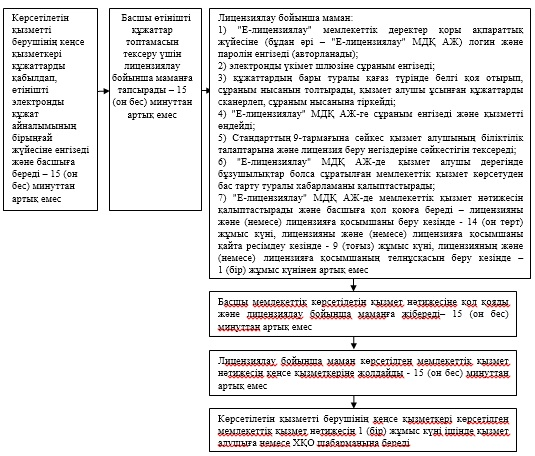 Көрсетілетін
қызметті
берушінің кеңсе
қызметкері
құжаттарды
қабылдап,
өтінішті
электронды
құжат
айналымының
бірыңғай
жүйесіне енгізеді
және басшыға
береді – 15 (он
бес) минуттан
артық емес
Басшы өтінішті
құжаттар
топтамасын
тексеру үшін
лицензиялау
бойынша маманға
тапсырады – 15
(он бес) минуттан
артық емес
Лицензиялау бойынша маман:
1) "Е-лицензиялау" мемлекеттік деректер қоры ақпараттық
жүйесіне (бұдан әрі – "Е-лицензиялау" МДҚ АЖ) логин және
паролін енгізеді (авторланады);
2) электронды үкімет шлюзіне сұраным енгізеді;
3) құжаттардың бары туралы қағаз түрінде белгі қоя отырып,
сұраным нысанын толтырады, қызмет алушы ұсынған құжаттарды
сканерлеп, сұраным нысанына тіркейді;
4) "Е-лицензиялау" МДҚ АЖ-ге сұраным енгізеді және қызметті
өңдейді;
5) Стандарттың 9-тармағына сәйкес қызмет алушының біліктілік
талаптарына және лицензия беру негіздеріне сәйкестігін тексереді;
6) "Е-лицензиялау" МДҚ АЖ-де қызмет алушы дерегінде
бұзушылықтар болса сұратылған мемлекеттік қызмет көрсетуден
бас тарту туралы хабарламаны қалыптастырады;
7) "Е-лицензиялау" МДҚ АЖ-де мемлекеттік қызмет нәтижесін
қалыптастырады және басшыға қол қоюға береді – лицензияны
және (немесе) лицензияға қосымшаны беру кезінде - 14 (он төрт)
жұмыс күні, лицензияны және (немесе) лицензияға қосымшаны
қайта ресімдеу кезінде - 9 (тоғыз) жұмыс күні, лицензияның және
(немесе) лицензияға қосымшаның телнұсқасын беру кезінде –
1 (бір) жұмыс күнінен артық емес
Басшы мемлекеттік көрсетілетін қызмет нәтижесіне қол қояды
және лицензиялау бойынша маманға жібереді– 15 (он бес)
минуттан артық емес
Лицензиялау бойынша маман көрсетілген мемлекеттік қызмет
нәтижесін кеңсе қызметкеріне жолдайды - 15 (он бес) минуттан
артық емес
Көрсетілетін қызметті берушінің кеңсе қызметкері көрсетілген
мемлекеттік қызмет нәтижесін 1 (бір) жұмыс күні ішінде қызмет
алушыға немесе ХҚО шабарманына береді